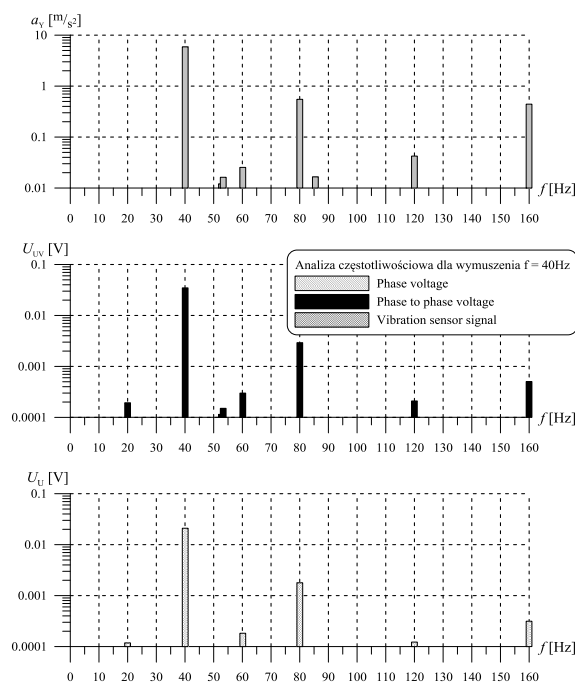 aY [m/s2]
10
1
0.1
0.01
f [Hz]
0 10 20 30 40 50 60 70 80 90 100 110 120 130 140 150 160
UUV [V]
0.1
Analiza częstotliwościowa dla wymuszenia f = 40Hz
Phase voltage
Phase to phase voltage
Vibration sensor signal
0.01
0.001
0.0001
f [Hz]
0 10 20 30 40 50 60 70 80 90 100 110 120 130 140 150 160
UU [V]
0.1
0.01
0.001
0.0001
f [Hz]
0 10 20 30 40 50 60 70 80 90 100 110 120 130 140 150 160